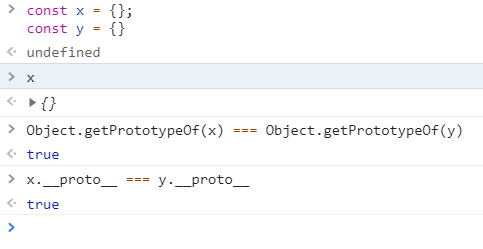 > const x = {};
const y = {}
<· undefined
> x
<· ▶ {}
> Object.getPrototypeOf(x) === Object.getPrototypeOf(y)
<· true
> x.__proto__ === y.__proto__
<· true
>